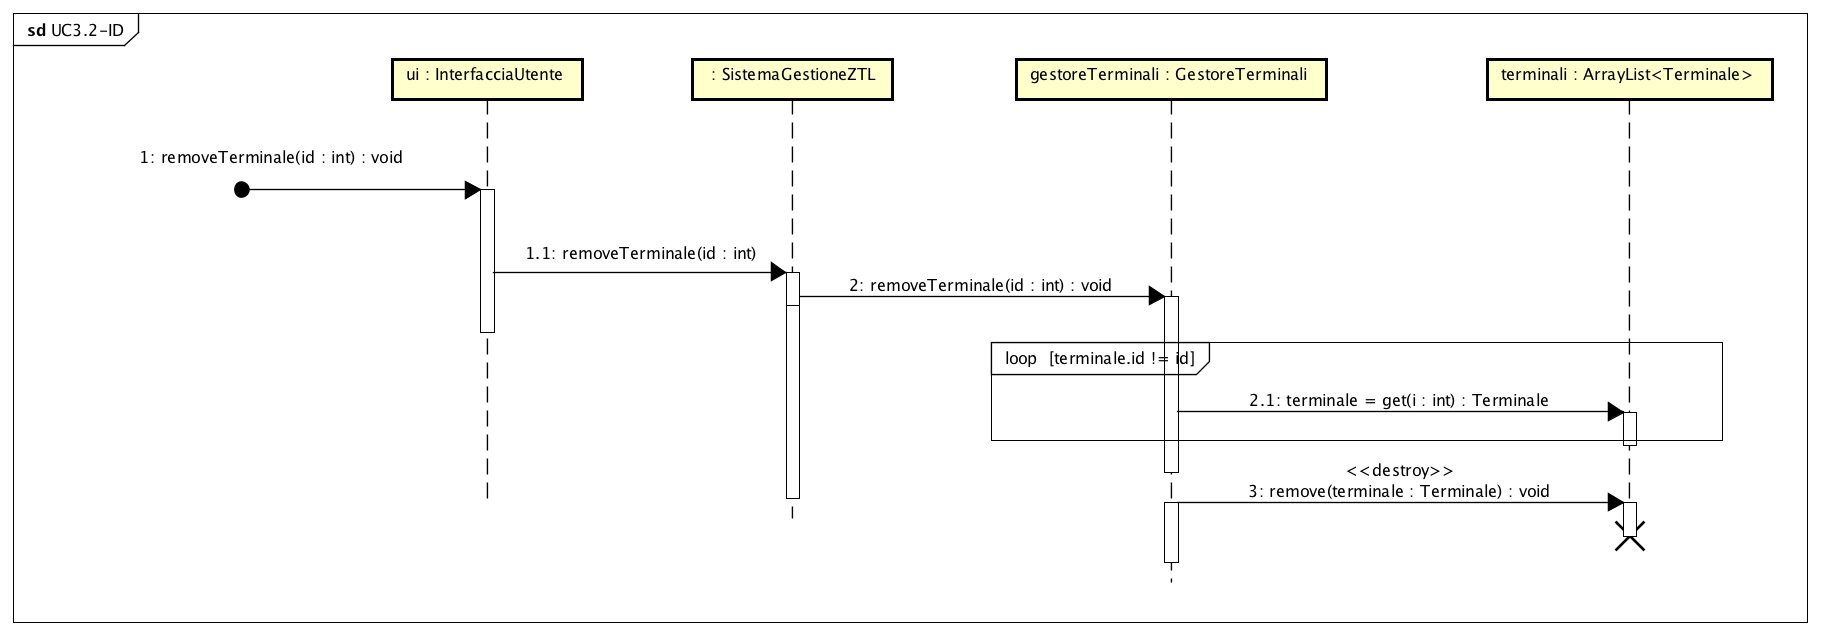 sd UC3.2-ID
ui : InterfacciaUtente
: SistemaGestioneZTL
gestoreTerminali : GestoreTerminali
terminali : ArrayList<Terminale>
1: removeTerminale(id : int) : void
1.1: removeTerminale(id : int)
2: removeTerminale(id : int) : void
loop [terminale.id != id]
2.1: terminale = get(i : int) : Terminale
<<destroy>>
3: remove(terminale : Terminale) : void